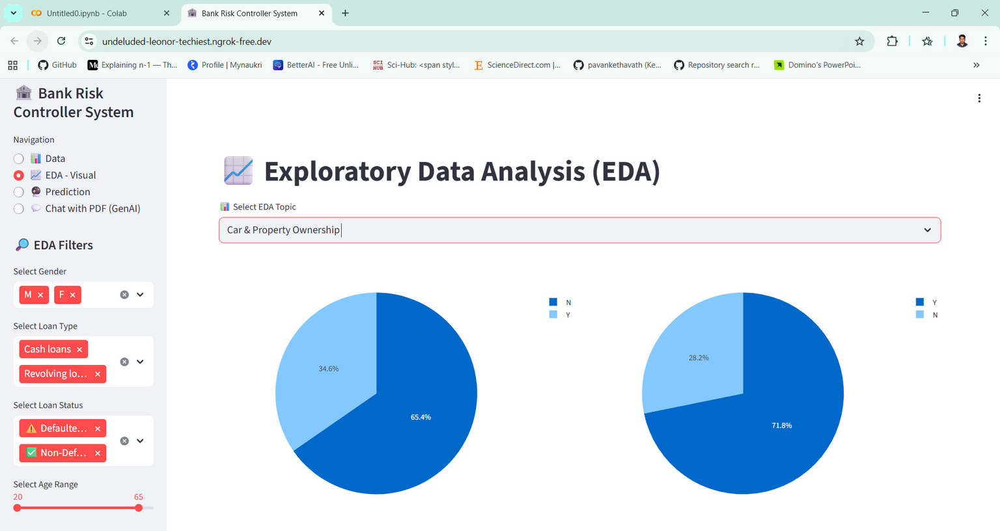 Untitled0.ipynb - Colab
Bank Risk Controller System
undeluded-leonor-techiest.ngrok-free.dev
GitHub
Explaining n-1 — Th...
Profile | Mynaukri
BetterAI - Free Unli...
SCI HUB
Sci-Hub: <span styl...
ScienceDirect.com |...
pavankethavath (Ke...
Repository search r...
Domino's PowerPoi...
Bank Risk
Controller System
Navigation
Data
EDA - Visual
Prediction
Chat with PDF (GenAI)
EDA Filters
Select Gender
M
F
Select Loan Type
Cash loans
Revolving lo...
Select Loan Status
Defaulte...
Non-Def...
Select Age Range
20 65
Exploratory Data Analysis (EDA)
Select EDA Topic
Car & Property Ownership
34.6%
65.4%
N
Y
28.2%
71.8%
Y
N